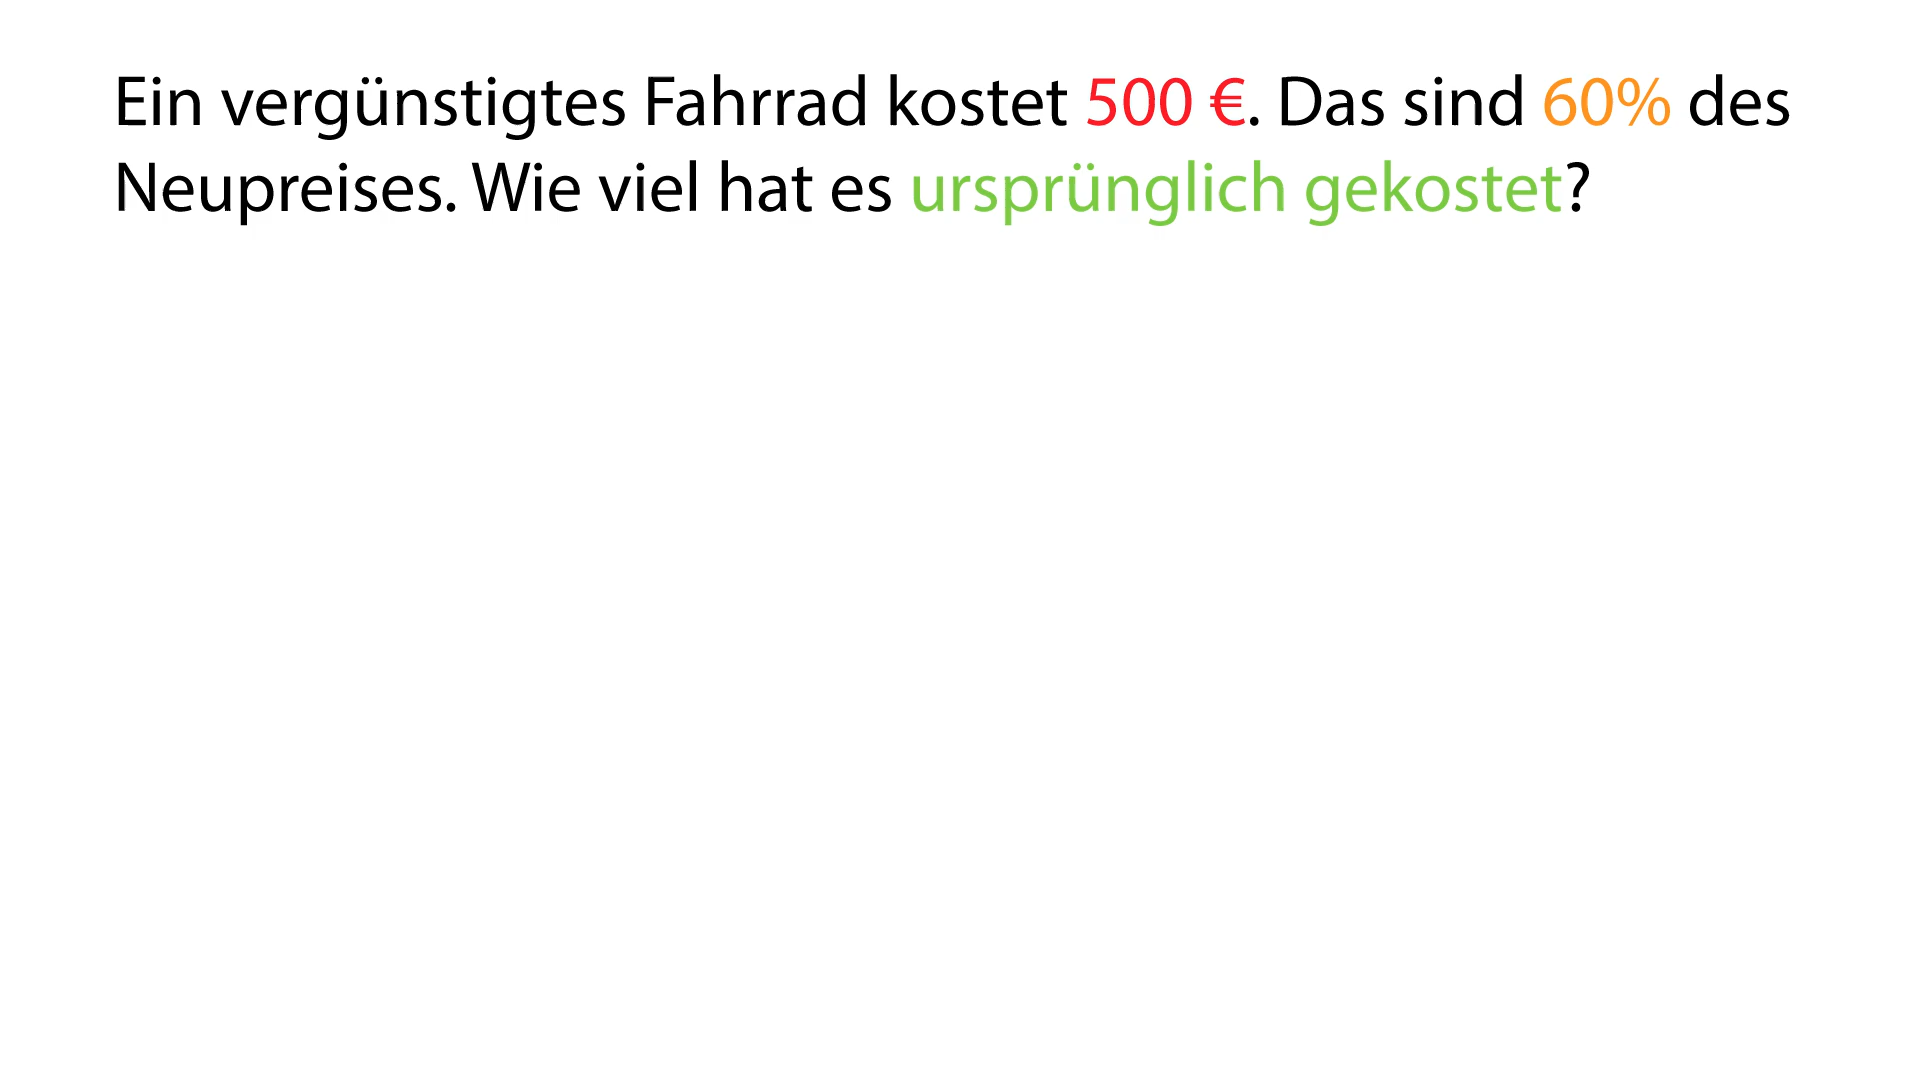 Ein vergünstigtes Fahrrad kostet 500 €. Das sind 60% des
Neupreises. Wie viel hat es ursprünglich gekostet?